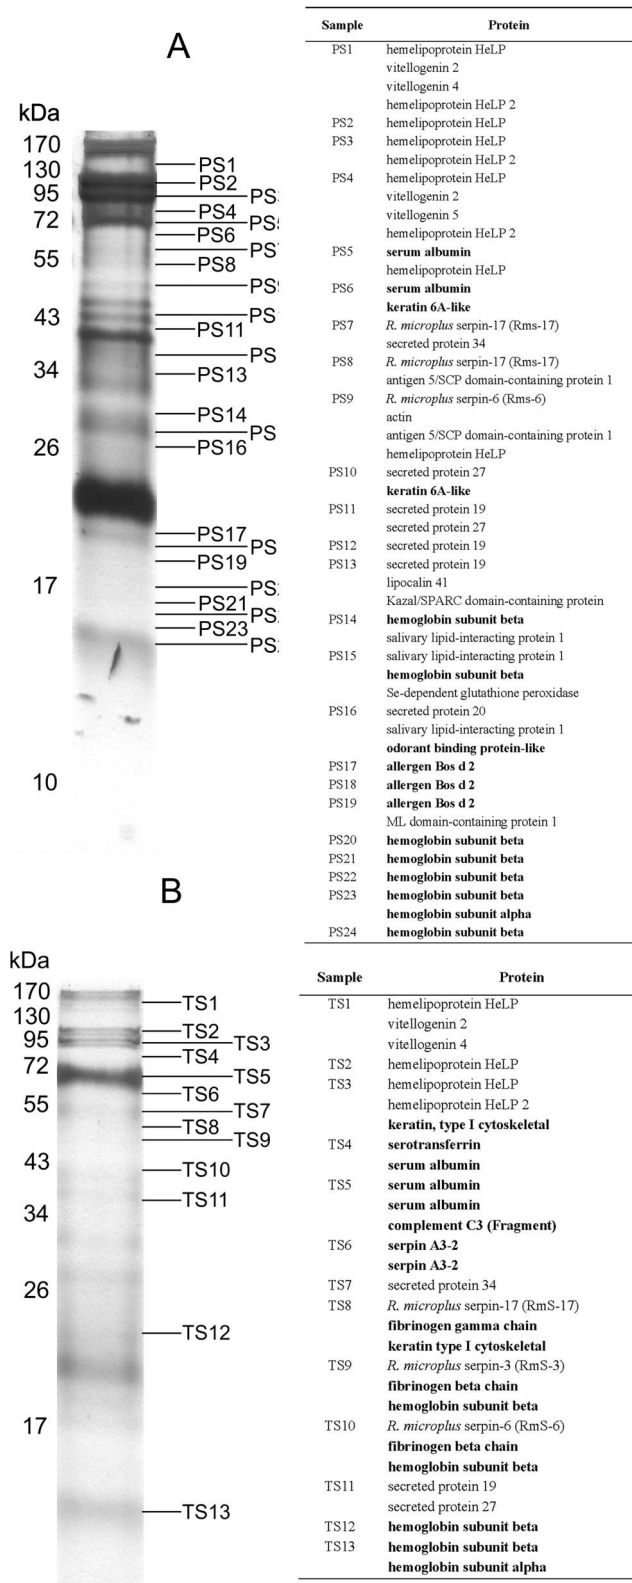 A
kDa
170
130
95
72
55
43
34
26
17
10
PS1
PS2
PS3
PS4
PS5
PS6
PS7
PS8
PS9
PS
PS11
PS
PS13
PS14
PS
PS16
PS17
PS
PS19
PS2
PS21
PS2
PS23
PS2
Sample Protein
PS1 hemelipoprotein HeLP
vitellogenin 2
vitellogenin 4
hemelipoprotein HeLP 2
PS2 hemelipoprotein HeLP
PS3 hemelipoprotein HeLP
hemelipoprotein HeLP 2
PS4 hemelipoprotein HeLP
vitellogenin 2
vitellogenin 5
hemelipoprotein HeLP 2
PS5 serum albumin
hemelipoprotein HeLP
PS6 serum albumin
keratin 6A-like
PS7 R. microplus serpin-17 (Rms-17)
secreted protein 34
PS8 R. microplus serpin-17 (Rms-17)
antigen 5/SCP domain-containing protein 1
PS9 R. microplus serpin-6 (Rms-6)
actin
antigen 5/SCP domain-containing protein 1
hemelipoprotein HeLP
PS10 secreted protein 27
keratin 6A-like
PS11 secreted protein 19
secreted protein 27
PS12 secreted protein 19
PS13 secreted protein 19
lipocalin 41
Kazal/SPARC domain-containing protein
PS14 hemoglobin subunit beta
salivary lipid-interacting protein 1
PS15 salivary lipid-interacting protein 1
hemoglobin subunit beta
Se-dependent glutathione peroxidase
PS16 secreted protein 20
salivary lipid-interacting protein 1
odorant binding protein-like
PS17 allergen Bos d 2
PS18 allergen Bos d 2
PS19 allergen Bos d 2
ML domain-containing protein 1
PS20 hemoglobin subunit beta
PS21 hemoglobin subunit beta
PS22 hemoglobin subunit beta
PS23 hemoglobin subunit beta
hemoglobin subunit alpha
PS24 hemoglobin subunit beta
B
kDa
170
130
95
72
55
43
34
26
17
TS1
TS2
TS3
TS4
TS5
TS6
TS7
TS8
TS9
TS10
TS11
TS12
TS13
Sample Protein
TS1 hemelipoprotein HeLP
vitellogenin 2
vitellogenin 4
TS2 hemelipoprotein HeLP
TS3 hemelipoprotein HeLP
hemelipoprotein HeLP 2
keratin, type I cytoskeletal
TS4 serotransferrin
serum albumin
TS5 serum albumin
serum albumin
complement C3 (Fragment)
TS6 serpin A3-2
serpin A3-2
TS7 secreted protein 34
TS8 R. microplus serpin-17 (RmS-17)
fibrinogen gamma chain
keratin type I cytoskeletal
TS9 R. microplus serpin-3 (RmS-3)
fibrinogen beta chain
hemoglobin subunit beta
TS10 R. microplus serpin-6 (RmS-6)
fibrinogen beta chain
hemoglobin subunit beta
TS11 secreted protein 19
secreted protein 27
TS12 hemoglobin subunit beta
TS13 hemoglobin subunit beta
hemoglobin subunit alpha